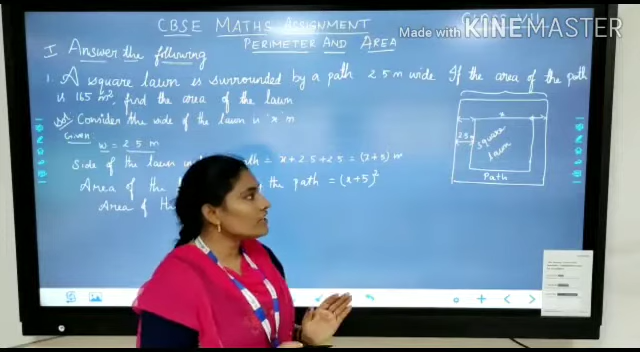 CBSE MATHS ASSIGNMENT
Made with KINEMASTER
PERIMETER AND AREA
I Answer the following
1. A square lawn is surrounded by a path 2.5 m wide If the area of the path
is 165 m², find the area of the lawn
Sol: Consider the side of the lawn is 'x' m
Given
w = 2.5 m
Side of the lawn = x+2.5+2.5 = (x+5) m
Area of the the path = (x+5)²
Area of
x
2.5
square
lawn
Path